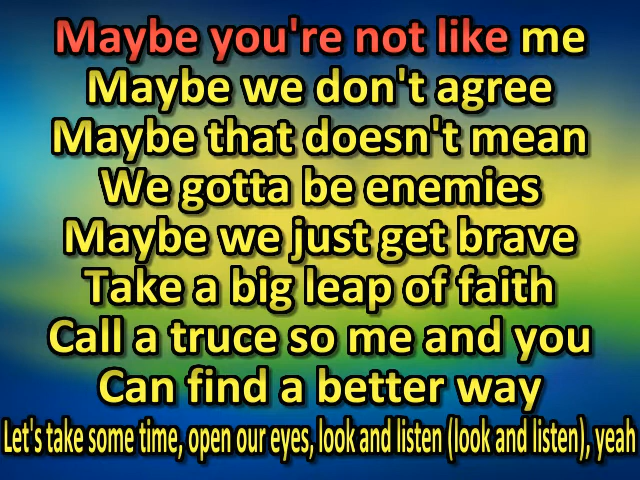 Maybe you're not like me
Maybe we don't agree
Maybe that doesn't mean
We gotta be enemies
Maybe we just get brave
Take a big leap of faith
Call a truce so me and you
Can find a better way
Let's take some time, open our eyes, look and listen (look and listen), yeah